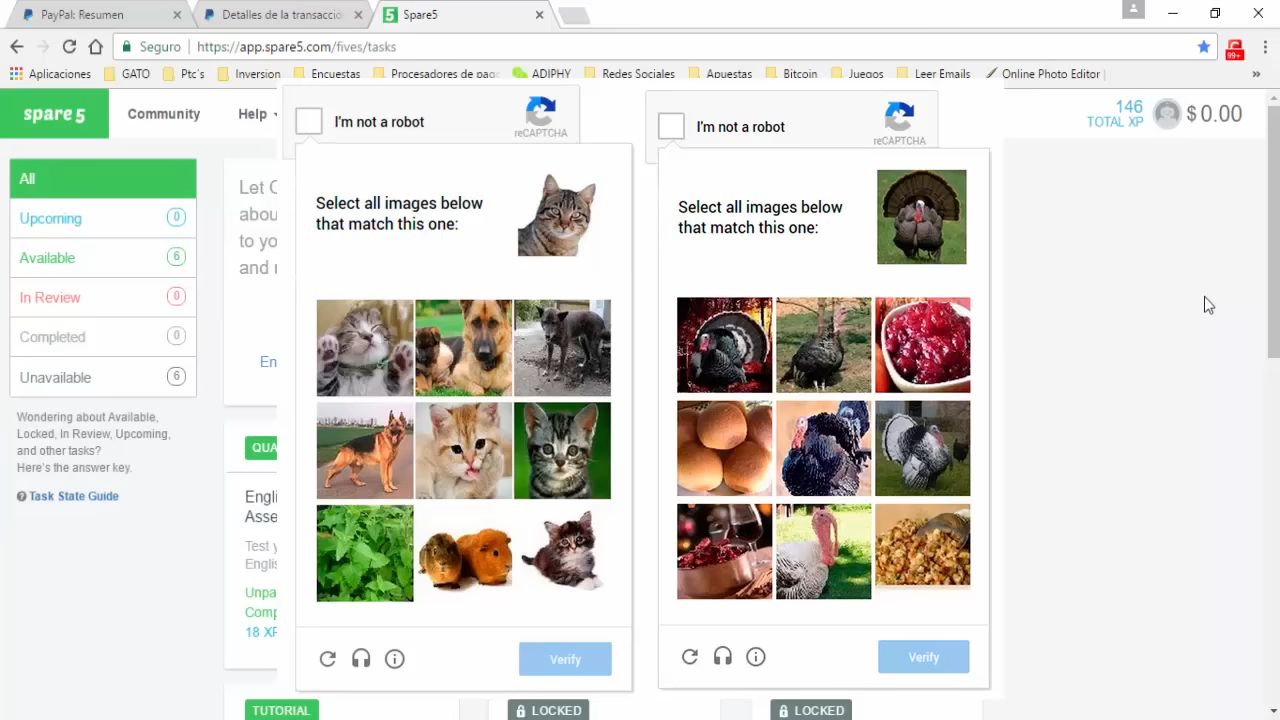 PayPal: Resumen
Detalles de la transacció
Spare5
Seguro
https://app.spare5.com/fives/tasks
99+
Aplicaciones
GATO
Ptc's
Inversion
Encuestas
Procesadores de pag
ADIPHY
Redes Sociales
Apuestas
Bitcoin
Juegos
Leer Emails
Online Photo Editor |
»
spare5
Community
Help
146
TOTAL XP
$ 0.00
All
Upcoming
0
Available
6
In Review
0
Completed
0
Unavailable
6
Wondering about Available,
Locked, In Review, Upcoming,
and other tasks?
Here's the answer key.
Task State Guide
Let
abou
to yo
and
En
QUA
Engli
Asse
Test y
Englis
Unpa
Comp
18 XP
TUTORIAL
LOCKED
LOCKED
I'm not a robot
reCAPTCHA
Select all images below
that match this one:
Verify
I'm not a robot
reCAPTCHA
Select all images below
that match this one:
Verify